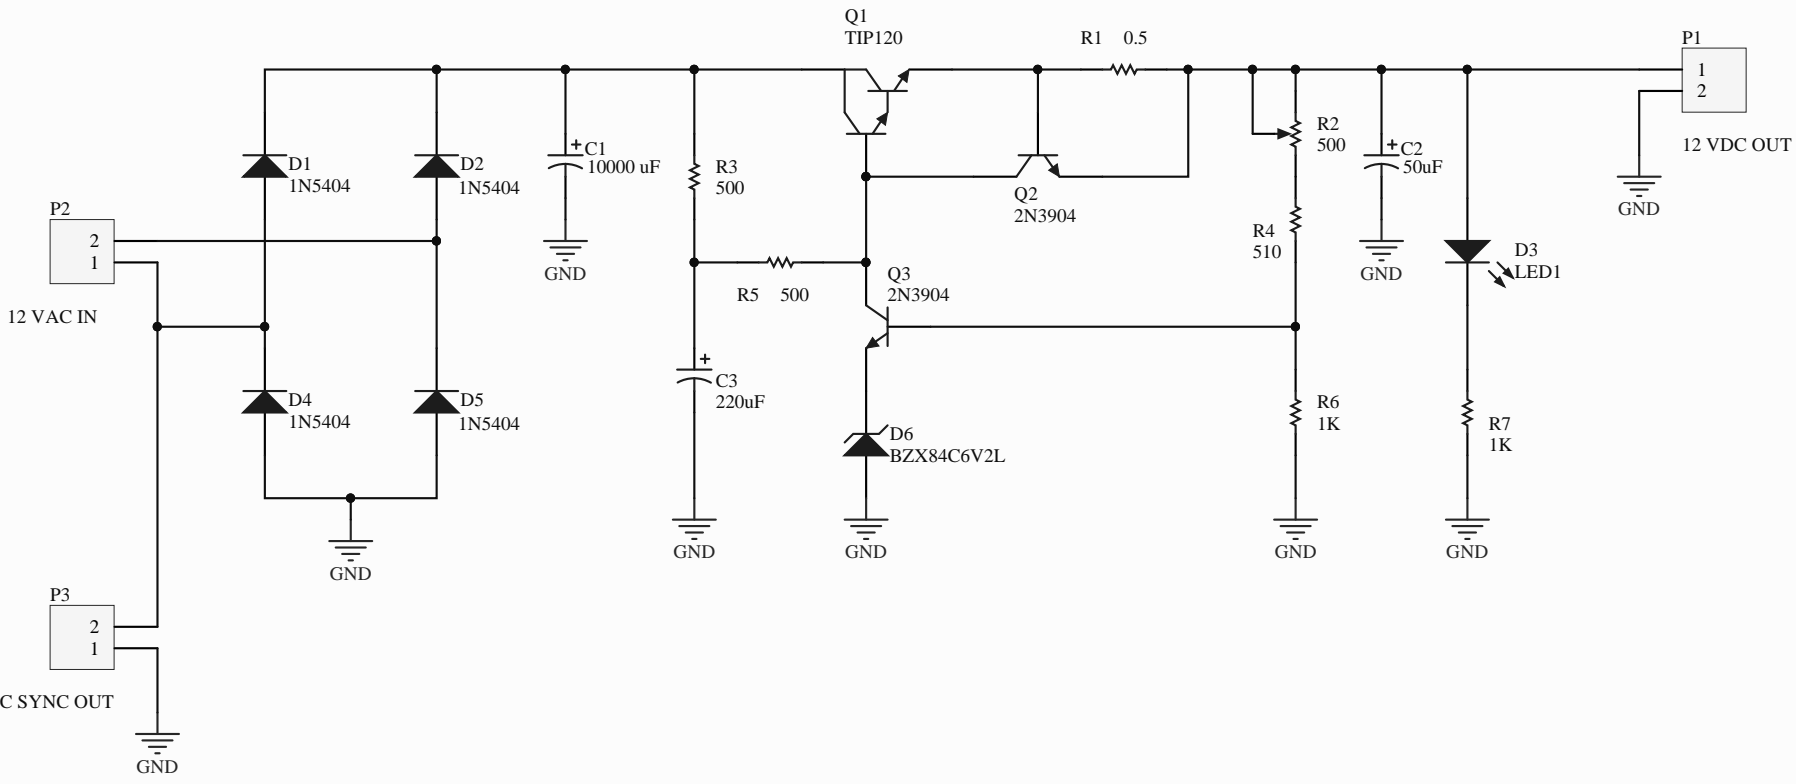 Q1
TIP120
R1 0.5
P1
1
2
12 VDC OUT
GND
D1
1N5404
D2
1N5404
+
C1
10000 uF
GND
R3
500
R2
500
+
C2
50uF
GND
Q2
2N3904
R4
510
D3
LED1
P2
2
1
12 VAC IN
R5 500
Q3
2N3904
D4
1N5404
D5
1N5404
+
C3
220uF
D6
BZX84C6V2L
R6
1K
R7
1K
GND
GND
GND
GND
GND
P3
2
1
C SYNC OUT
GND